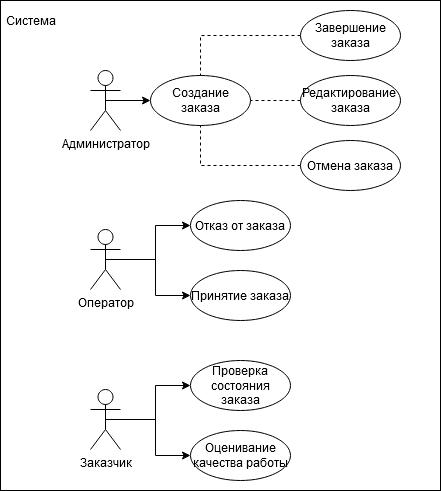 Система
Завершение
заказа
Создание
заказа
Редактирование
заказа
Администратор
Отмена заказа
Отказ от заказа
Оператор
Принятие заказа
Проверка
состояния
заказа
Заказчик
Оценивание
качества работы